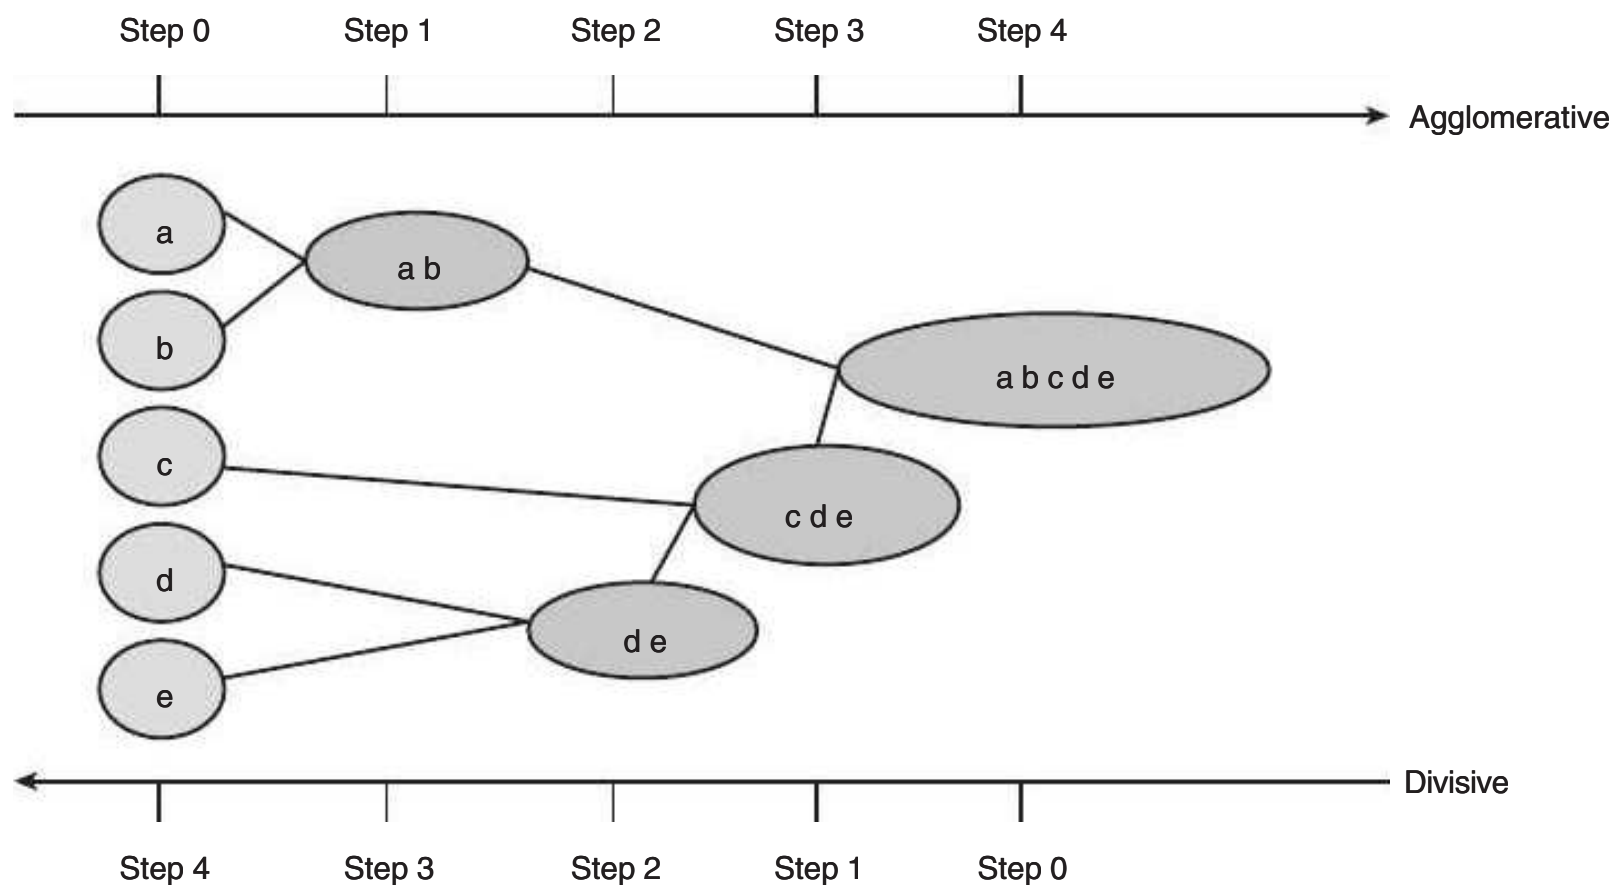 Step 0 Step 1 Step 2 Step 3 Step 4
Agglomerative
a
a b
b
a b c d e
c
c d e
d
d e
e
Divisive
Step 4 Step 3 Step 2 Step 1 Step 0